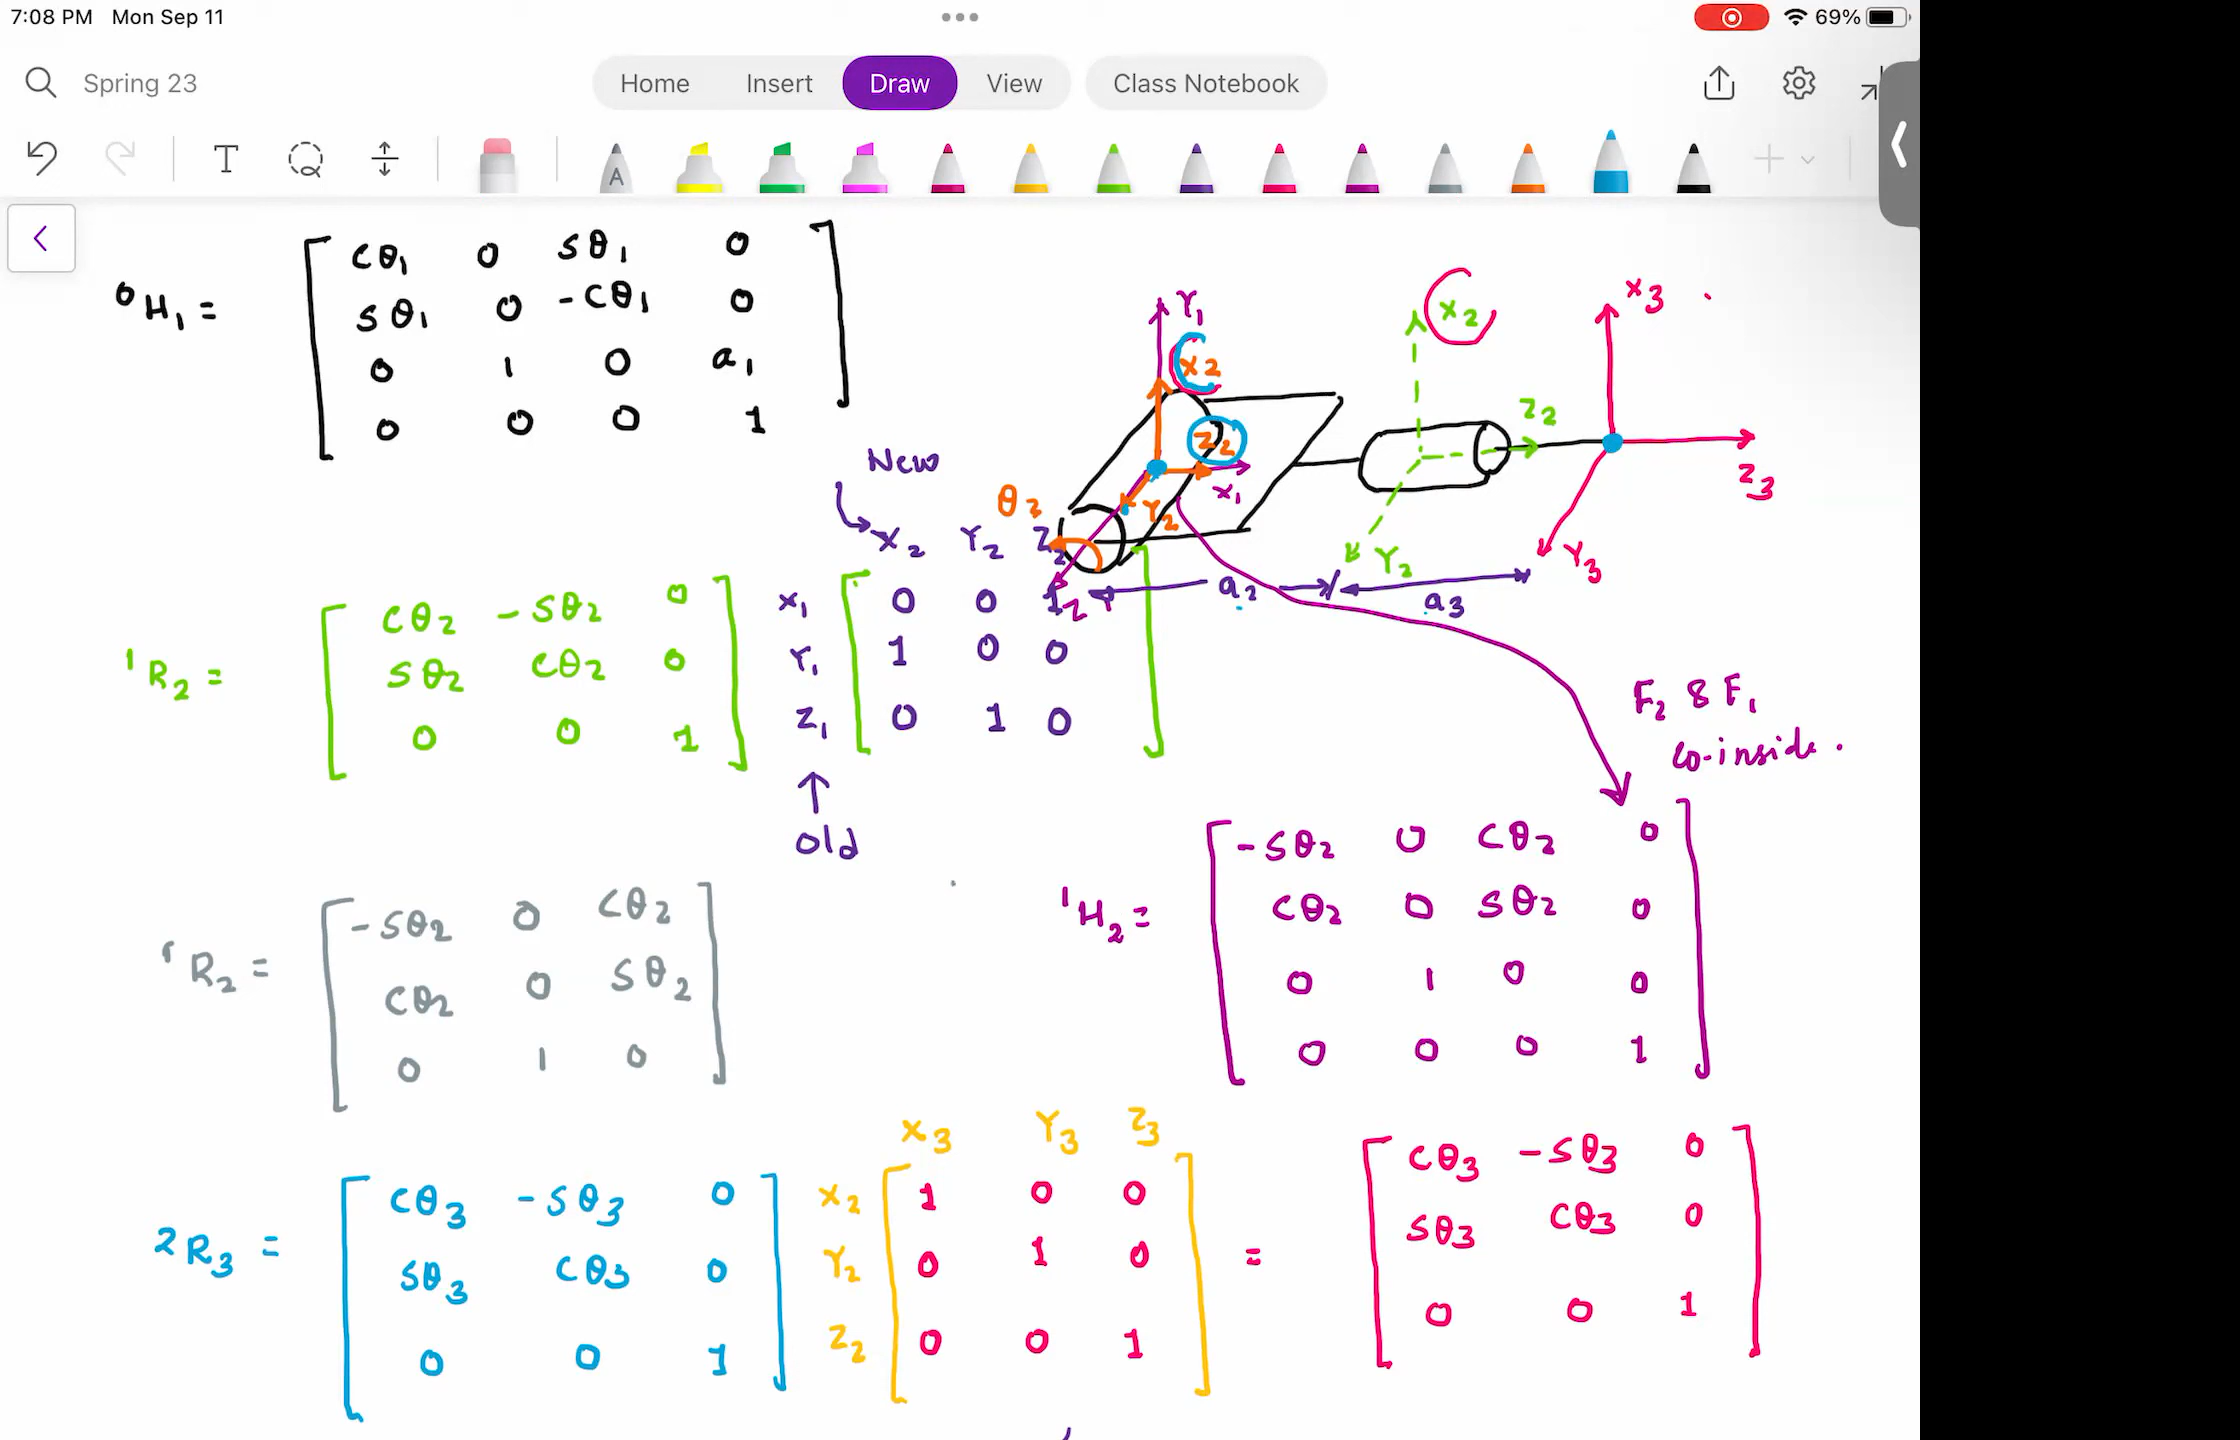 7:08 PM Mon Sep 11
69%
Spring 23
Home Insert Draw View Class Notebook
T
A
⁰H₁ =
cθ₁ 0 sθ₁ 0
sθ₁ 0 -cθ₁ 0
0 1 0 a₁
0 0 0 1
Y₁
X₂
Z₂
X₁
Y₂
θ₂
Z₁
X₂
Z₂
Y₂
X₃
Z₃
Y₃
a₂
a₃
New
X₂ Y₂ Z₂
¹R₂ =
cθ₂ -sθ₂ 0
sθ₂ cθ₂ 0
0 0 1
X₁ 0 0 1
Y₁ 1 0 0
Z₁ 0 1 0
old
F₂ & F₁
co-inside.
¹R₂ =
-sθ₂ 0 cθ₂
cθ₂ 0 sθ₂
0 1 0
¹H₂ =
-sθ₂ 0 cθ₂ 0
cθ₂ 0 sθ₂ 0
0 1 0 0
0 0 0 1
²R₃ =
cθ₃ -sθ₃ 0
sθ₃ cθ₃ 0
0 0 1
X₃ Y₃ Z₃
X₂ 1 0 0
Y₂ 0 1 0
Z₂ 0 0 1
=
cθ₃ -sθ₃ 0
sθ₃ cθ₃ 0
0 0 1